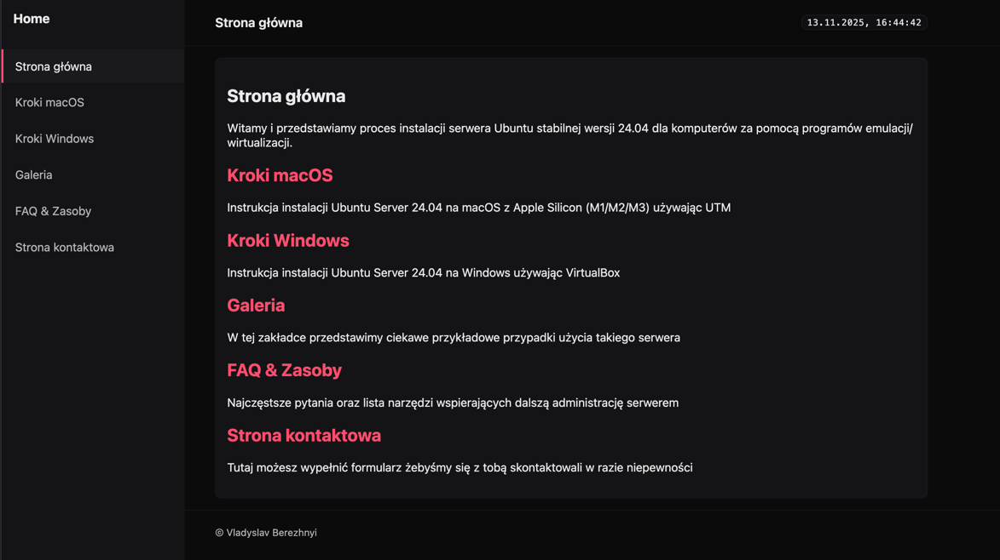 Home
Strona główna
Kroki macOS
Kroki Windows
Galeria
FAQ & Zasoby
Strona kontaktowa
Strona główna
13.11.2025, 16:44:42
Strona główna
Witamy i przedstawiamy proces instalacji serwera Ubuntu stabilnej wersji 24.04 dla komputerów za pomocą programów emulacji/
wirtualizacji.
Kroki macOS
Instrukcja instalacji Ubuntu Server 24.04 na macOS z Apple Silicon (M1/M2/M3) używając UTM
Kroki Windows
Instrukcja instalacji Ubuntu Server 24.04 na Windows używając VirtualBox
Galeria
W tej zakładce przedstawimy ciekawe przykładowe przypadki użycia takiego serwera
FAQ & Zasoby
Najczęstsze pytania oraz lista narzędzi wspierających dalszą administrację serwerem
Strona kontaktowa
Tutaj możesz wypełnić formularz żebyśmy się z tobą skontaktowali w razie niepewności
© Vladyslav Berezhnyi